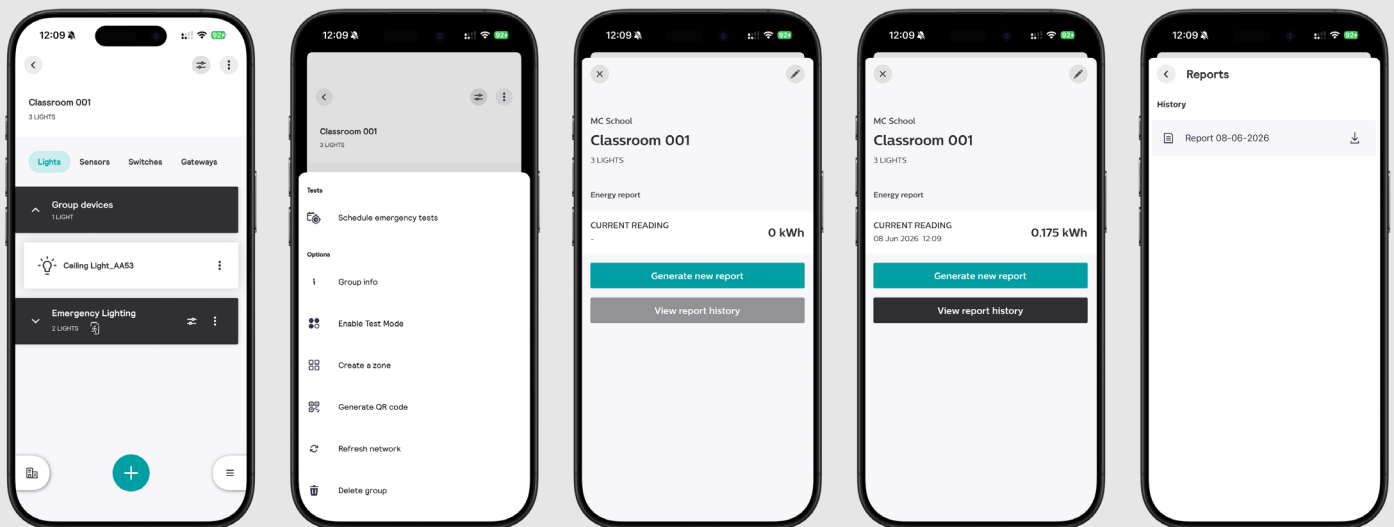 12:09
92
Classroom 001
3 LIGHTS
Lights Sensors Switches Gateways
Group devices
1 LIGHT
Ceiling Light_AA53
Emergency Lighting
2 LIGHTS
12:09
92
Classroom 001
3 LIGHTS
Tests
Schedule emergency tests
Options
Group info
Enable Test Mode
Create a zone
Generate QR code
Refresh network
Delete group
12:09
92
MC School
Classroom 001
3 LIGHTS
Energy report
CURRENT READING
-
0 kWh
Generate new report
View report history
12:09
92
MC School
Classroom 001
3 LIGHTS
Energy report
CURRENT READING
08 Jun 2026 12:09
0.175 kWh
Generate new report
View report history
12:09
92
Reports
History
Report 08-06-2026